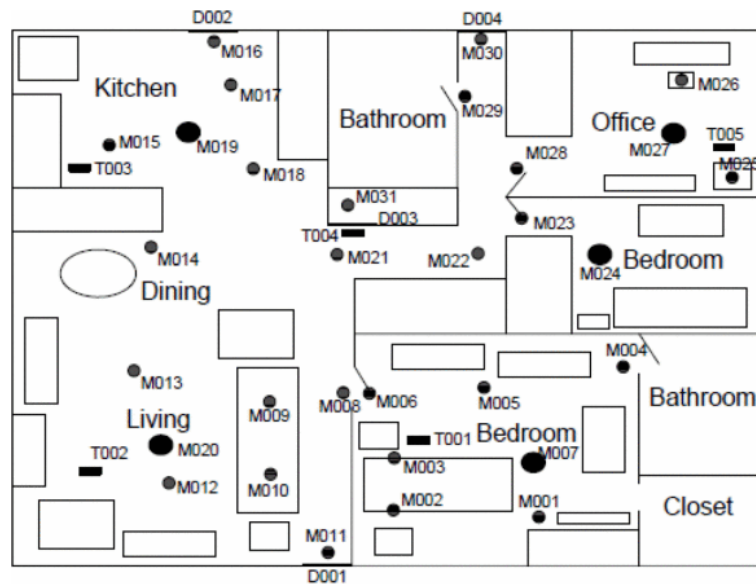 D002
D004
M016
M030
Kitchen
M017
M026
M029
Bathroom
Office
M015
M019
M027
T005
T003
M018
M028
M025
M031
D003
T004
M023
M014
M021
M022
M024
Bedroom
Dining
M013
M004
M008
M006
M005
Bathroom
M009
Living
M020
T001
Bedroom
T002
M003
M007
M012
M010
M002
M001
Closet
M011
D001